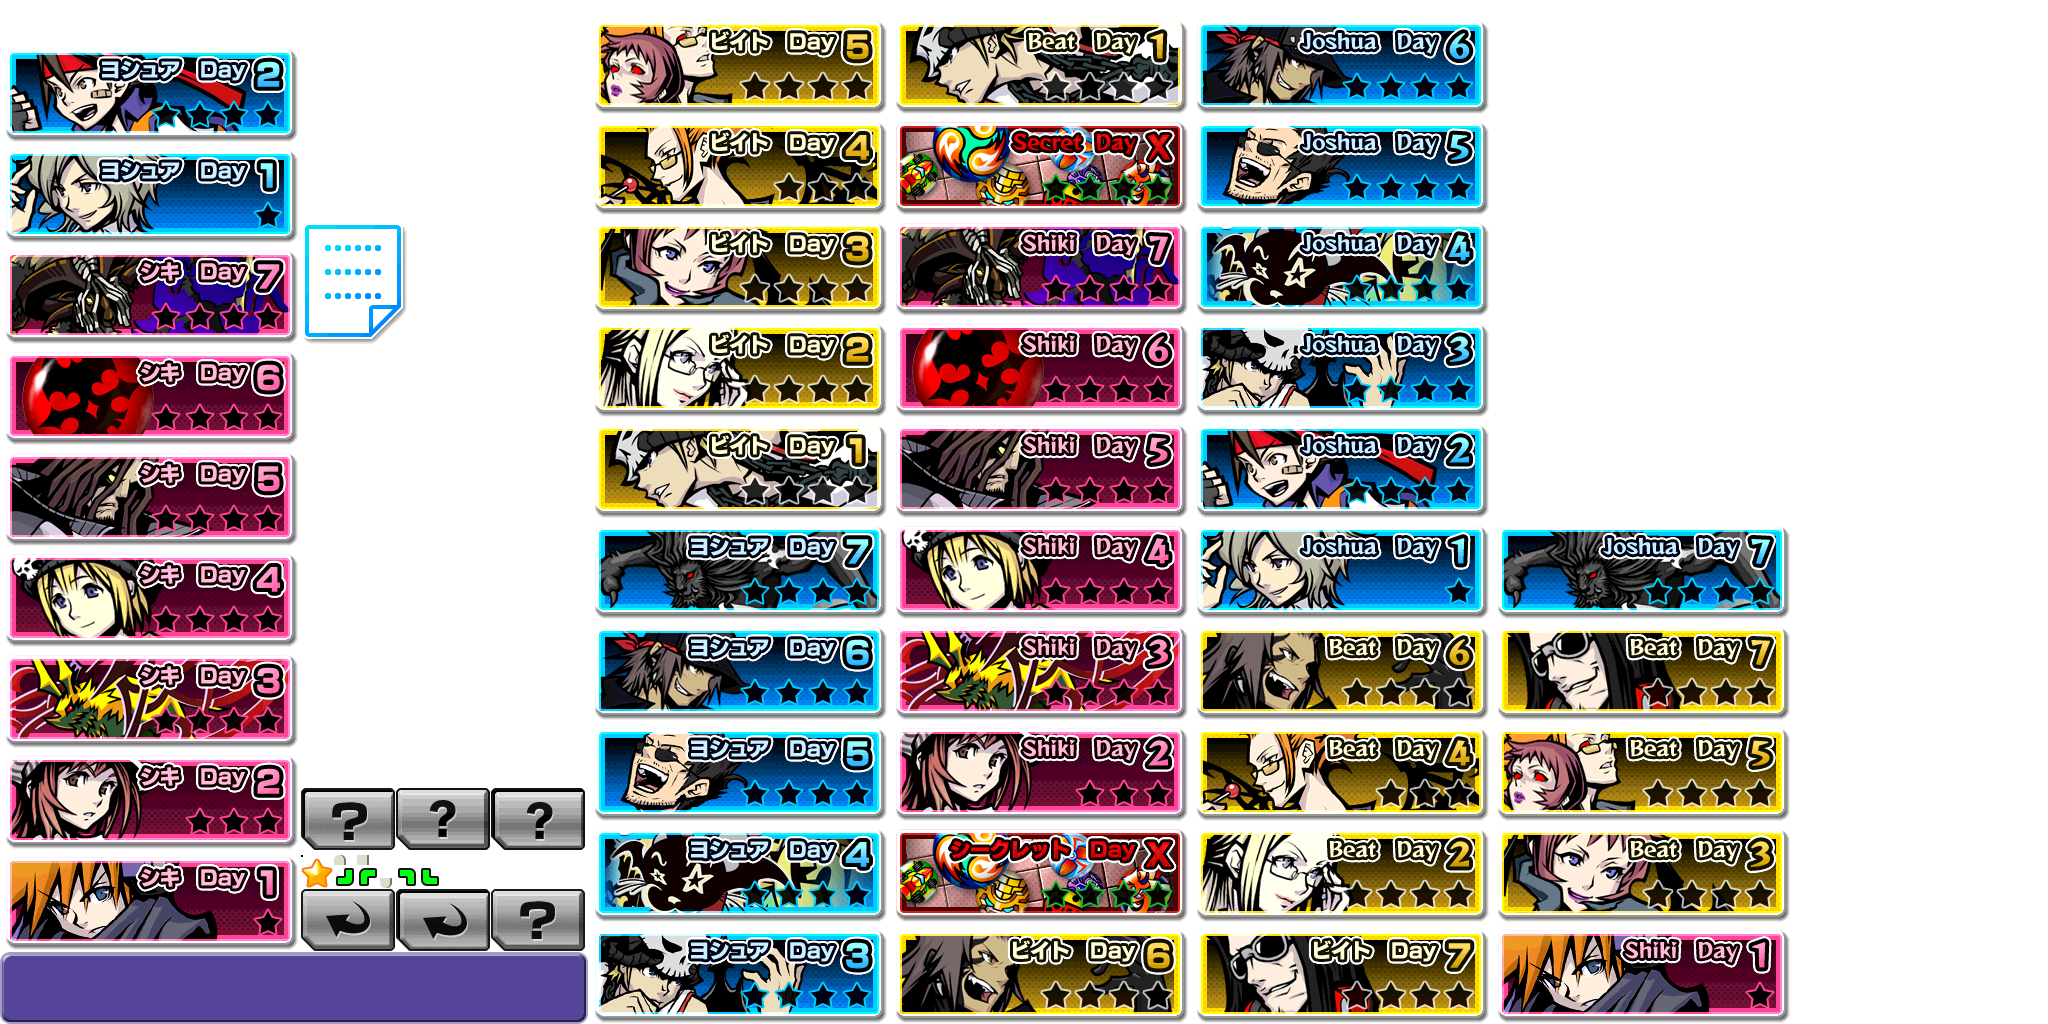 ヨシュア Day 2
ヨシュア Day 1
シキ Day 7
シキ Day 6
シキ Day 5
シキ Day 4
シキ Day 3
シキ Day 2
シキ Day 1
?
?
?
?
ビイト Day 5
ビイト Day 4
ビイト Day 3
ビイト Day 2
ビイト Day 1
ヨシュア Day 7
ヨシュア Day 6
ヨシュア Day 5
ヨシュア Day 4
ヨシュア Day 3
Beat Day 1
Secret Day X
Shiki Day 7
Shiki Day 6
Shiki Day 5
Shiki Day 4
Shiki Day 3
Shiki Day 2
シークレット Day X
ビイト Day 6
Joshua Day 6
Joshua Day 5
Joshua Day 4
Joshua Day 3
Joshua Day 2
Joshua Day 1
Beat Day 6
Beat Day 4
Beat Day 2
ビイト Day 7
Joshua Day 7
Beat Day 7
Beat Day 5
Beat Day 3
Shiki Day 1